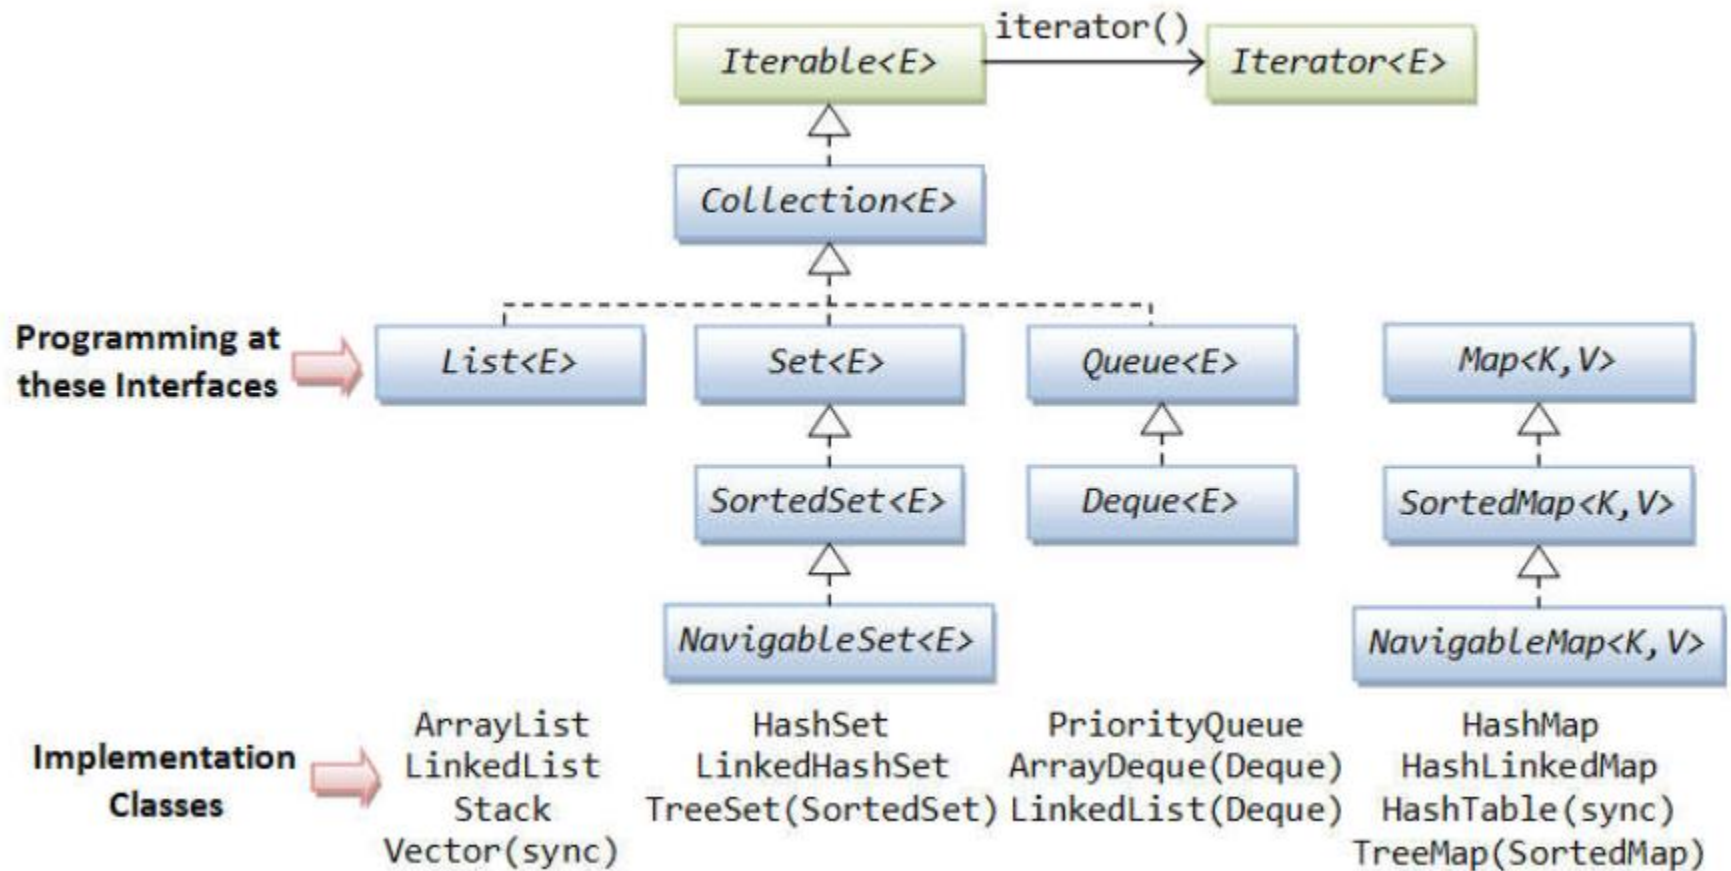 iterator()
Iterable<E>
Iterator<E>
Collection<E>
Programming at
these Interfaces
List<E>
Set<E>
Queue<E>
Map<K,V>
SortedSet<E>
Deque<E>
SortedMap<K,V>
NavigableSet<E>
NavigableMap<K,V>
Implementation
Classes
ArrayList
LinkedList
Stack
Vector(sync)
HashSet
LinkedHashSet
TreeSet(SortedSet)
PriorityQueue
ArrayDeque(Deque)
LinkedList(Deque)
HashMap
HashLinkedMap
HashTable(sync)
TreeMap(SortedMap)